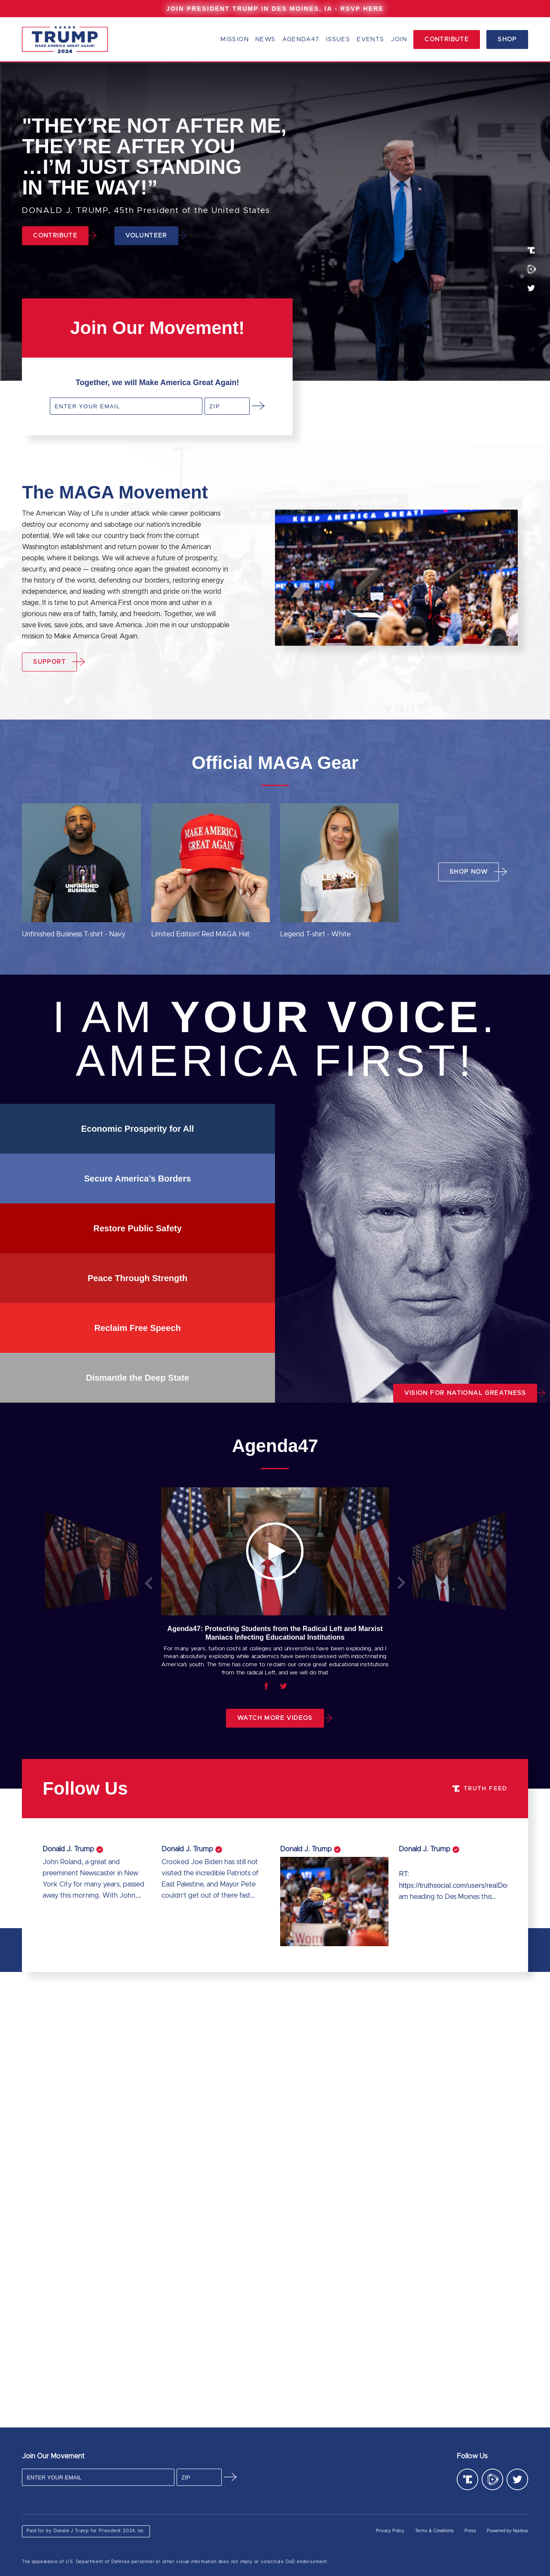 JOIN PRESIDENT TRUMP IN DES MOINES, IA - RSVP HERE
TRUMP
MAKE AMERICA GREAT AGAIN!
2024
MISSION NEWS AGENDA47 ISSUES EVENTS JOIN CONTRIBUTE SHOP
"THEY’RE NOT AFTER ME,
THEY’RE AFTER YOU
…I’M JUST STANDING
IN THE WAY!”
DONALD J. TRUMP, 45th President of the United States
CONTRIBUTE VOLUNTEER
Join Our Movement!
Together, we will Make America Great Again!
ENTER YOUR EMAIL ZIP
The MAGA Movement
The American Way of Life is under attack while career politicians
destroy our economy and sabotage our nation's incredible
potential. We will take our country back from the corrupt
Washington establishment and return power to the American
people, where it belongs. We will achieve a future of prosperity,
security, and peace — creating once again the greatest economy in
the history of the world, defending our borders, restoring energy
independence, and leading with strength and pride on the world
stage. It is time to put America First once more and usher in a
glorious new era of faith, family, and freedom. Together, we will
save lives, save jobs, and save America. Join me in our unstoppable
mission to Make America Great Again.
KEEP AMERICA GREAT!
SUPPORT
Official MAGA Gear
UNFINISHED
BUSINESS.
MAKE AMERICA
GREAT AGAIN
LEGEND
SHOP NOW
Unfinished Business T-shirt - Navy
Limited Edition! Red MAGA Hat
Legend T-shirt - White
I AM YOUR VOICE.
AMERICA FIRST!
Economic Prosperity for All
Secure America’s Borders
Restore Public Safety
Peace Through Strength
Reclaim Free Speech
Dismantle the Deep State
VISION FOR NATIONAL GREATNESS
Agenda47
Agenda47: Protecting Students from the Radical Left and Marxist
Maniacs Infecting Educational Institutions
For many years, tuition costs at colleges and universities have been exploding, and I
mean absolutely exploding while academics have been obsessed with indoctrinating
America's youth. The time has come to reclaim our once great educational institutions
from the radical Left, and we will do that
WATCH MORE VIDEOS
Follow Us
TRUTH FEED
Donald J. Trump
John Roland, a great and
preeminent Newscaster in New
York City for many years, passed
away this morning. With John,...
Donald J. Trump
Crooked Joe Biden has still not
visited the incredible Patriots of
East Palestine, and Mayor Pete
couldn't get out of there fast...
Donald J. Trump
Wom
Donald J. Trump
RT:
https://truthsocial.com/users/realDo
am heading to Des Moines this...
Join Our Movement
ENTER YOUR EMAIL ZIP
Follow Us
Paid for by Donald J Trump for President 2024, Inc.
Privacy Policy Terms & Conditions Press Powered by Nucleus
The appearance of U.S. Department of Defense personnel or other visual information does not imply or constitute DoD endorsement